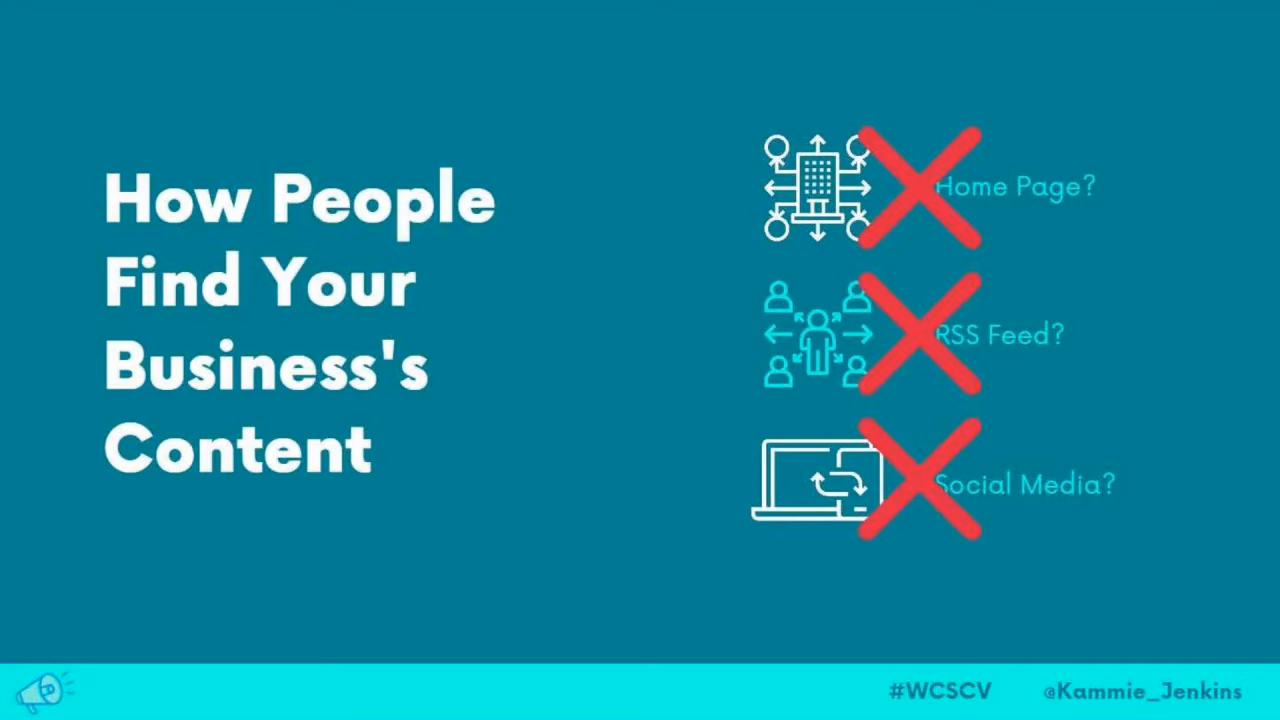 How People
Find Your
Business's
Content
Home Page?
RSS Feed?
Social Media?
#WCSCV
@Kammie_Jenkins